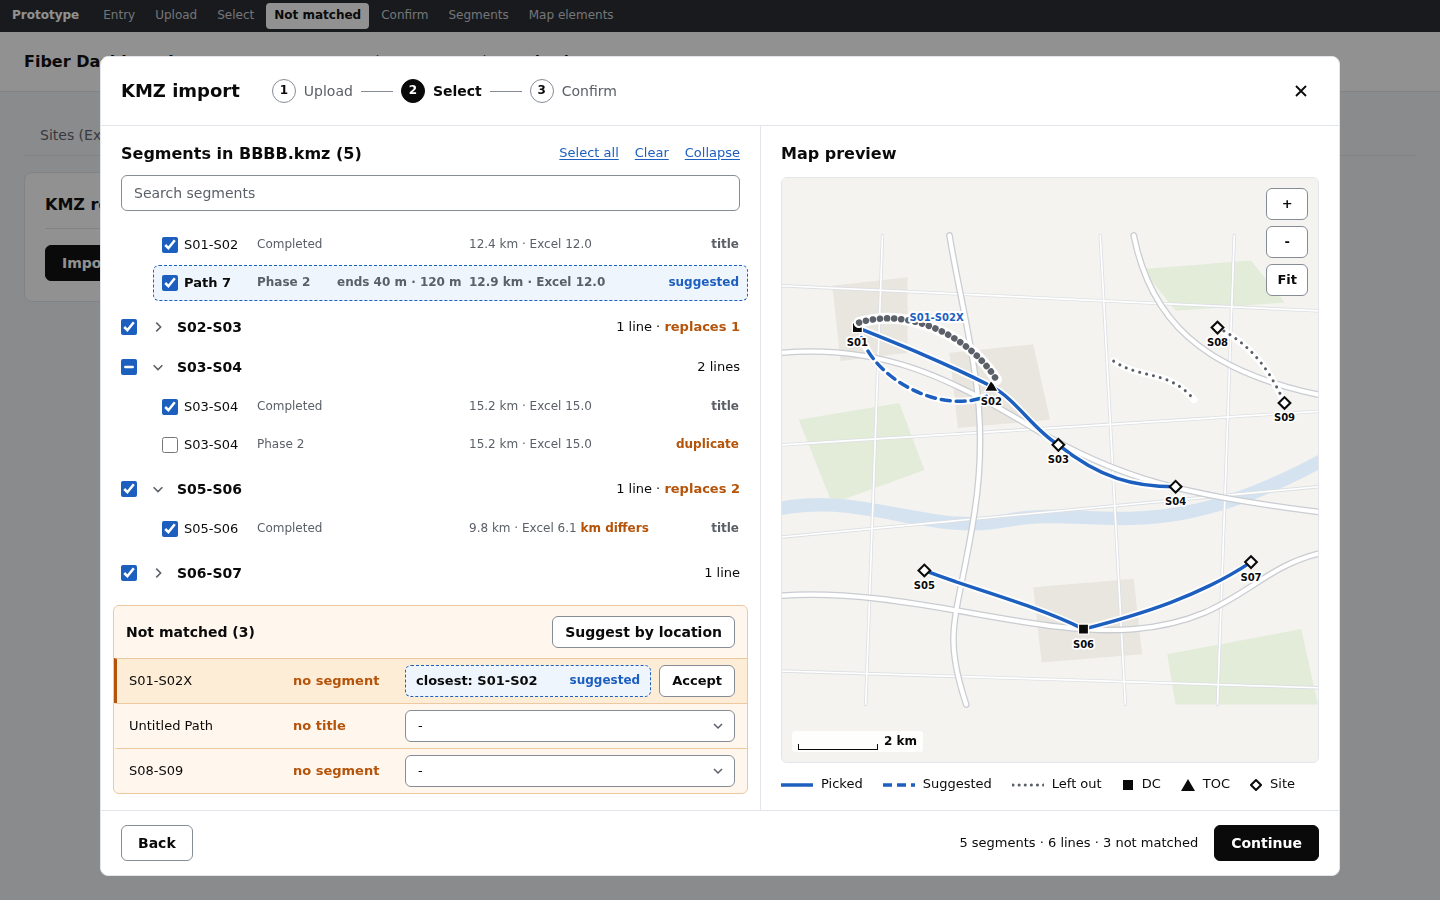 Prototype Entry Upload Select Not matched Confirm Segments Map elements
Fiber Da
Sites (Ex
KMZ r
Impo
KMZ import 1 Upload 2 Select 3 Confirm
Segments in BBBB.kmz (5) Select all Clear Collapse
Search segments
S01-S02 Completed 12.4 km · Excel 12.0 title
Path 7 Phase 2 ends 40 m · 120 m 12.9 km · Excel 12.0 suggested
S02-S03 1 line · replaces 1
S03-S04 2 lines
S03-S04 Completed 15.2 km · Excel 15.0 title
S03-S04 Phase 2 15.2 km · Excel 15.0 duplicate
S05-S06 1 line · replaces 2
S05-S06 Completed 9.8 km · Excel 6.1 km differs title
S06-S07 1 line
Not matched (3) Suggest by location
S01-S02X no segment closest: S01-S02 suggested Accept
Untitled Path no title -
S08-S09 no segment -
Map preview
+
-
Fit
S01-S02X
S01
S08
S02
S09
S03
S04
S05
S07
S06
2 km
Picked Suggested Left out DC TOC Site
Back 5 segments · 6 lines · 3 not matched Continue